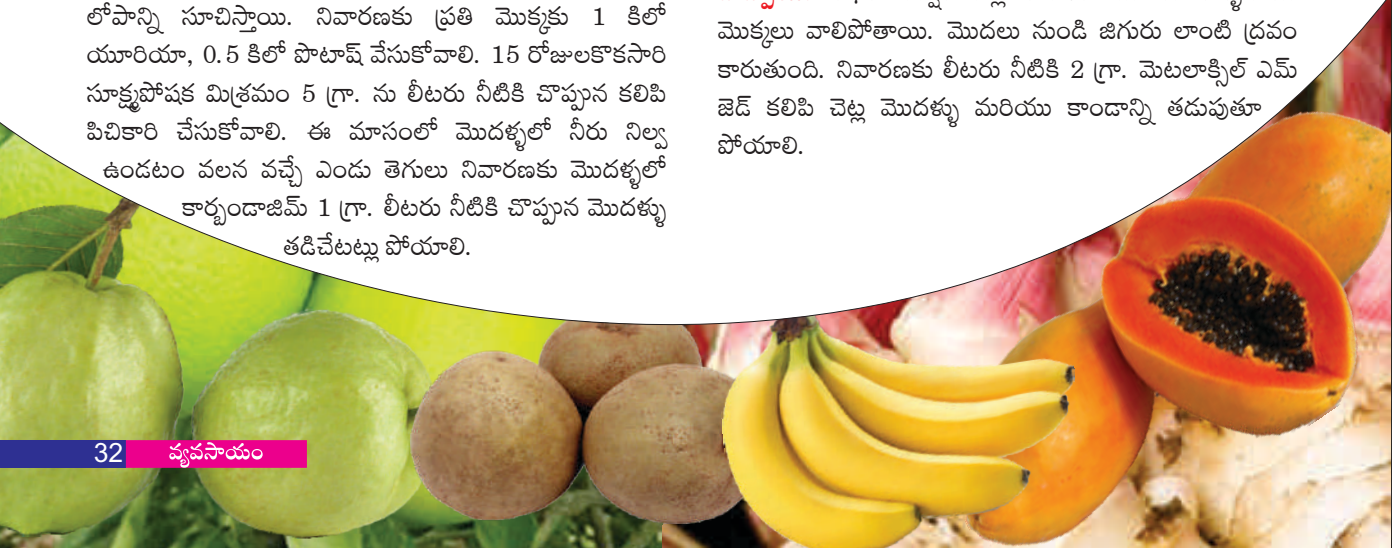 లోపాన్ని సూచిస్తాయి. నివారణకు ప్రతి మొక్కకు 1 కిలో
యూరియా, 0.5 కిలో పొటాష్ వేసుకోవాలి. 15 రోజులకొకసారి
సూక్ష్మపోషక మిశ్రమం 5 గ్రా. ను లీటరు నీటికి చొప్పున కలిపి
పిచికారి చేసుకోవాలి. ఈ మాసంలో మొదళ్ళలో నీరు నిల్వ
ఉండటం వలన వచ్చే ఎండు తెగులు నివారణకు మొదళ్ళలో
కార్బండాజిమ్ 1 గ్రా. లీటరు నీటికి చొప్పున మొదళ్ళు
తడిచేటట్లు పోయాలి.
మొక్కలు వాలిపోతాయి. మొదలు నుండి జిగురు లాంటి ద్రవం
కారుతుంది. నివారణకు లీటరు నీటికి 2 గ్రా. మెటలాక్సిల్ ఎమ్
జెడ్ కలిపి చెట్ల మొదళ్ళు మరియు కాండాన్ని తడుపుతూ
పోయాలి.
32 వ్యవసాయం